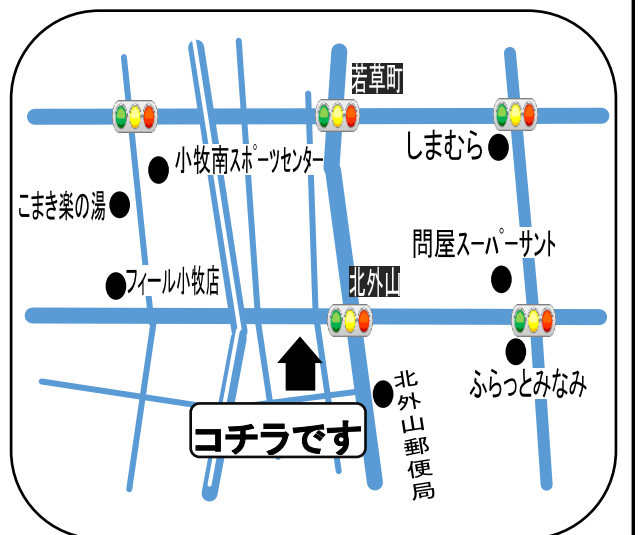 若草町
しまむら
小牧南スポーツセンター
こまき楽の湯
問屋スーパーサント
フィール小牧店
北外山
ふらっとみなみ
北外山郵便局
コチラです